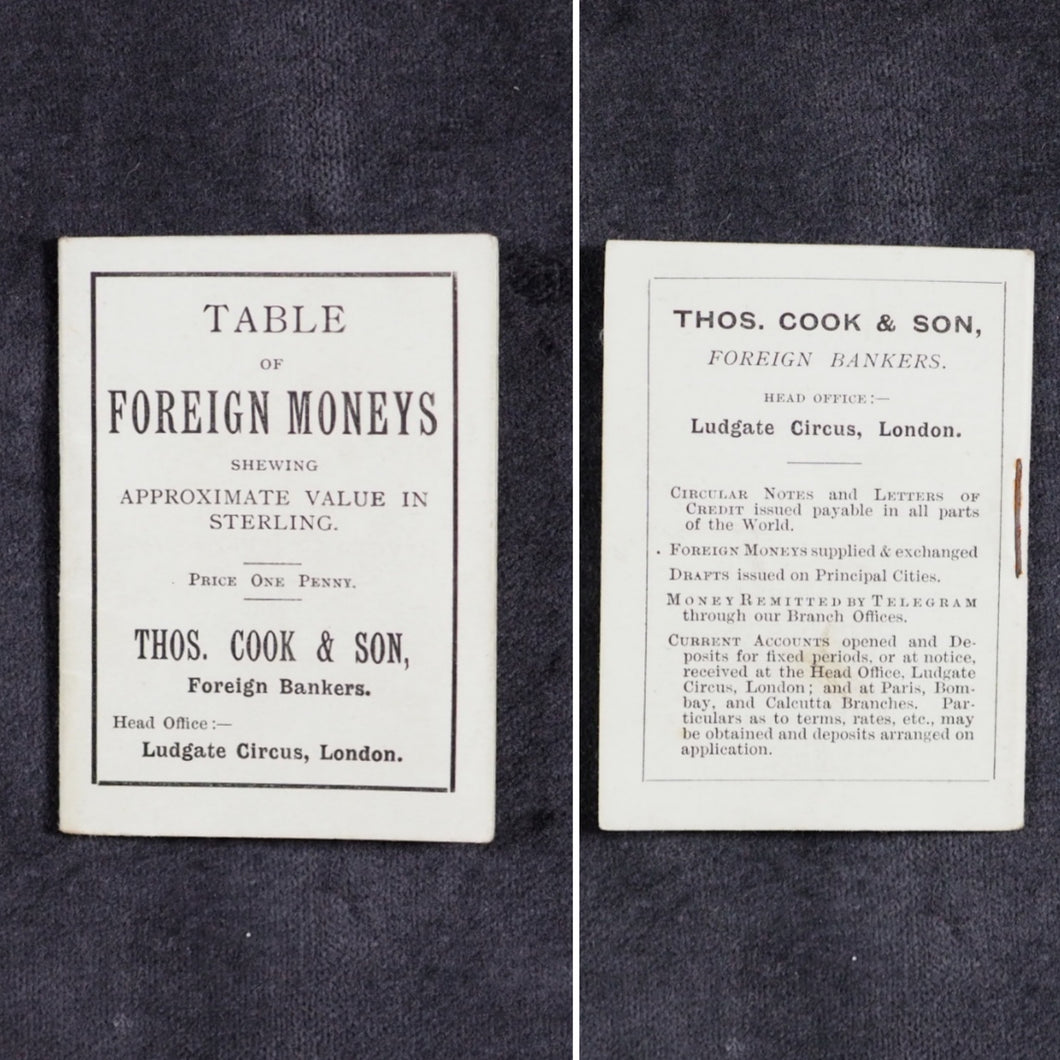 TABLE
OF
FOREIGN MONEYS
SHEWING
APPROXIMATE VALUE IN
STERLING.
PRICE ONE PENNY.
THOS. COOK & SON,
Foreign Bankers.
Head Office:—
Ludgate Circus, London.
THOS. COOK & SON,
FOREIGN BANKERS.
HEAD OFFICE:—
Ludgate Circus, London.
CIRCULAR NOTES and LETTERS OF
CREDIT issued payable in all parts
of the World.
FOREIGN MONEYS supplied & exchanged
DRAFTS issued on Principal Cities.
MONEY REMITTED BY TELEGRAM
through our Branch Offices.
CURRENT ACCOUNTS opened and De-
posits for fixed periods, or at notice,
received at the Head Office, Ludgate
Circus, London; and at Paris, Bom-
bay, and Calcutta Branches. Par-
ticulars as to terms, rates, etc., may
be obtained and deposits arranged on
application.